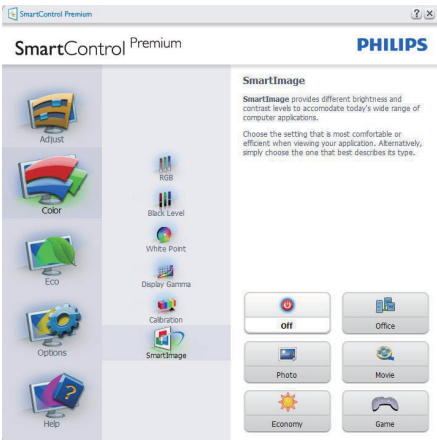 SmartControl Premium
? ×
SmartControl Premium
PHILIPS
Adjust
Color
Eco
Options
Help
RGB
Black Level
White Point
Display Gamma
Calibration
SmartImage
SmartImage
SmartImage provides different brightness and
contrast levels to accomodate today's wide range of
computer applications.
Choose the setting that is most comfortable or
efficient when viewing your application. Alternatively,
simply choose the one that best describes its type.
Off
Office
Photo
Movie
Economy
Game